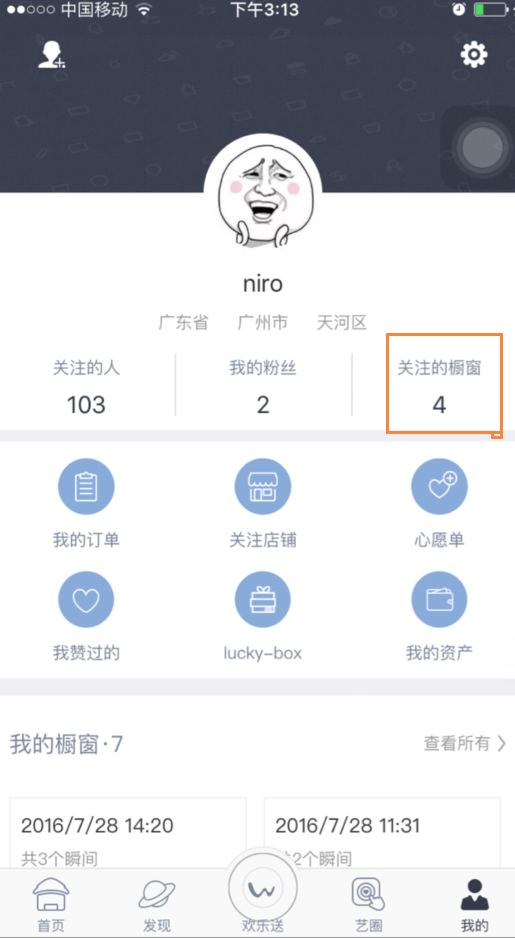 中国移动 下午3:13
niro
广东省 广州市 天河区
关注的人 我的粉丝 关注的橱窗
103 2 4
我的订单 关注店铺 心愿单
我赞过的 lucky-box 我的资产
我的橱窗·7 查看所有
2016/7/28 14:20 2016/7/28 11:31
共3个瞬间 共2个瞬间
首页 发现 欢乐送 艺圈 我的